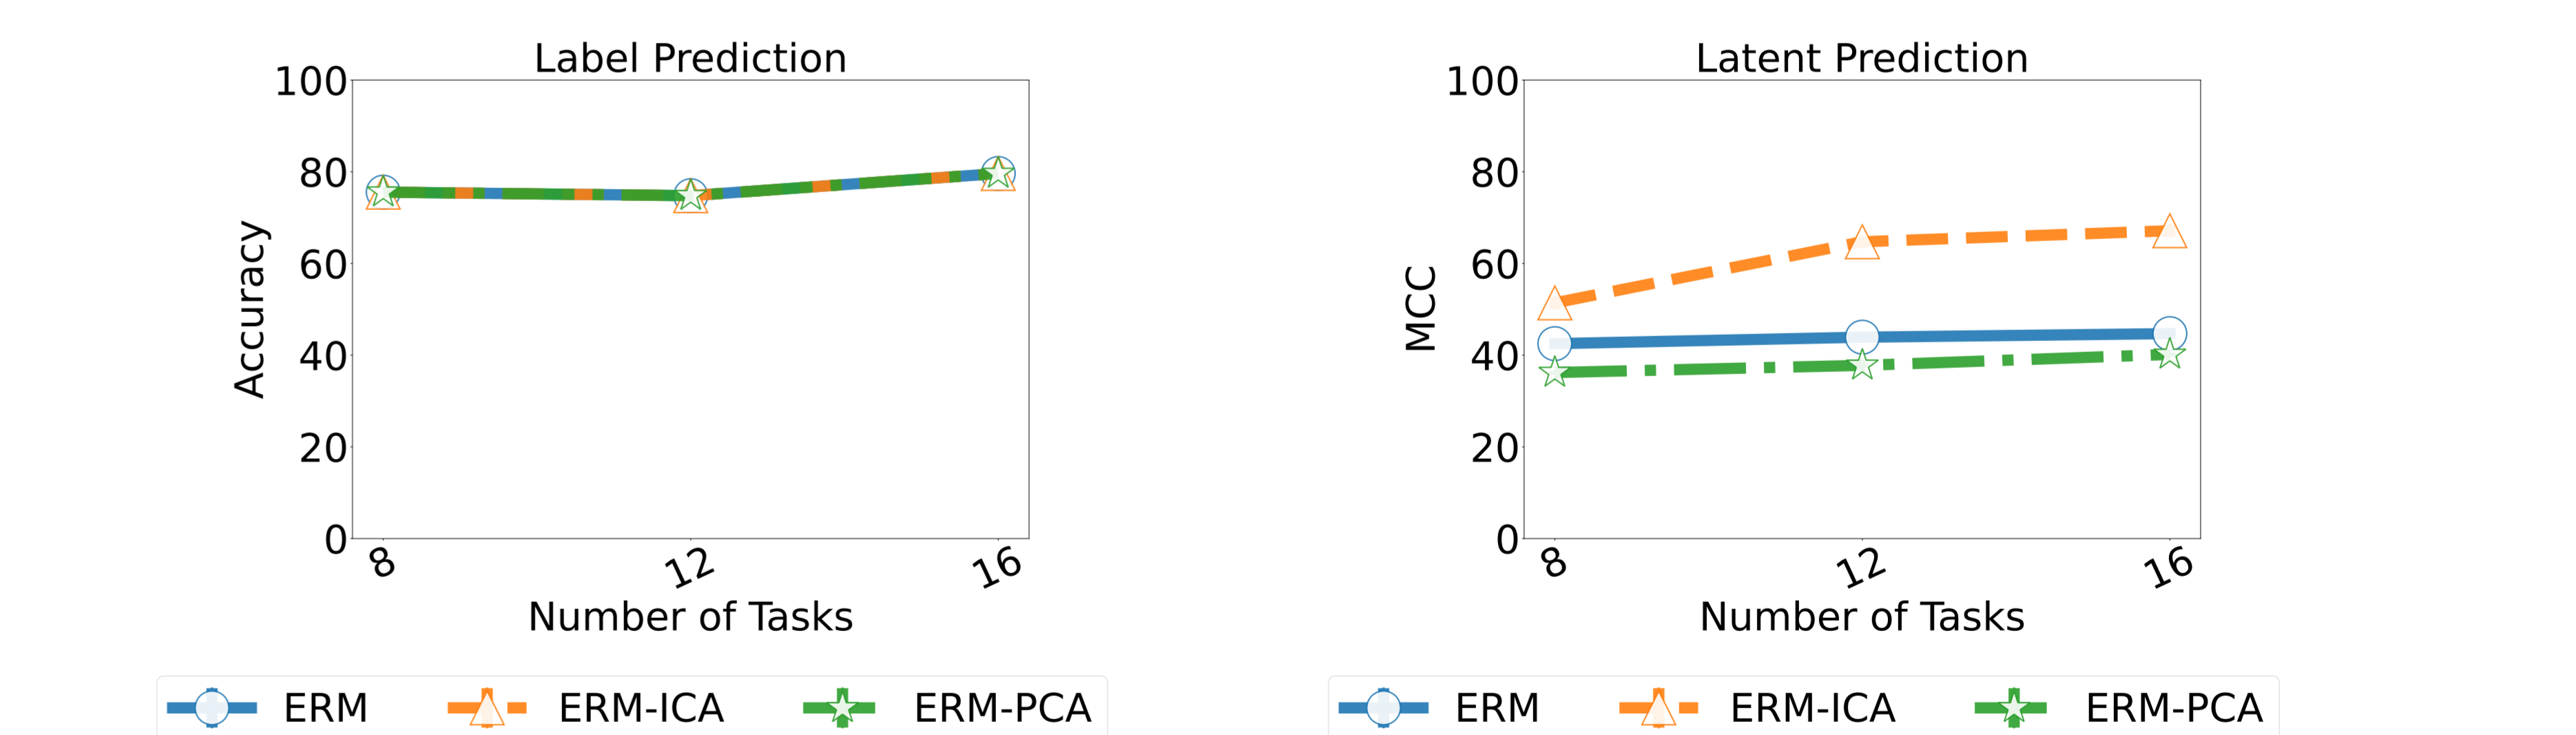 Label Prediction
100
80
60
40
20
0
Accuracy
8
12
16
Number of Tasks
ERM
ERM-ICA
ERM-PCA
Latent Prediction
100
80
60
40
20
0
MCC
8
12
16
Number of Tasks
ERM
ERM-ICA
ERM-PCA